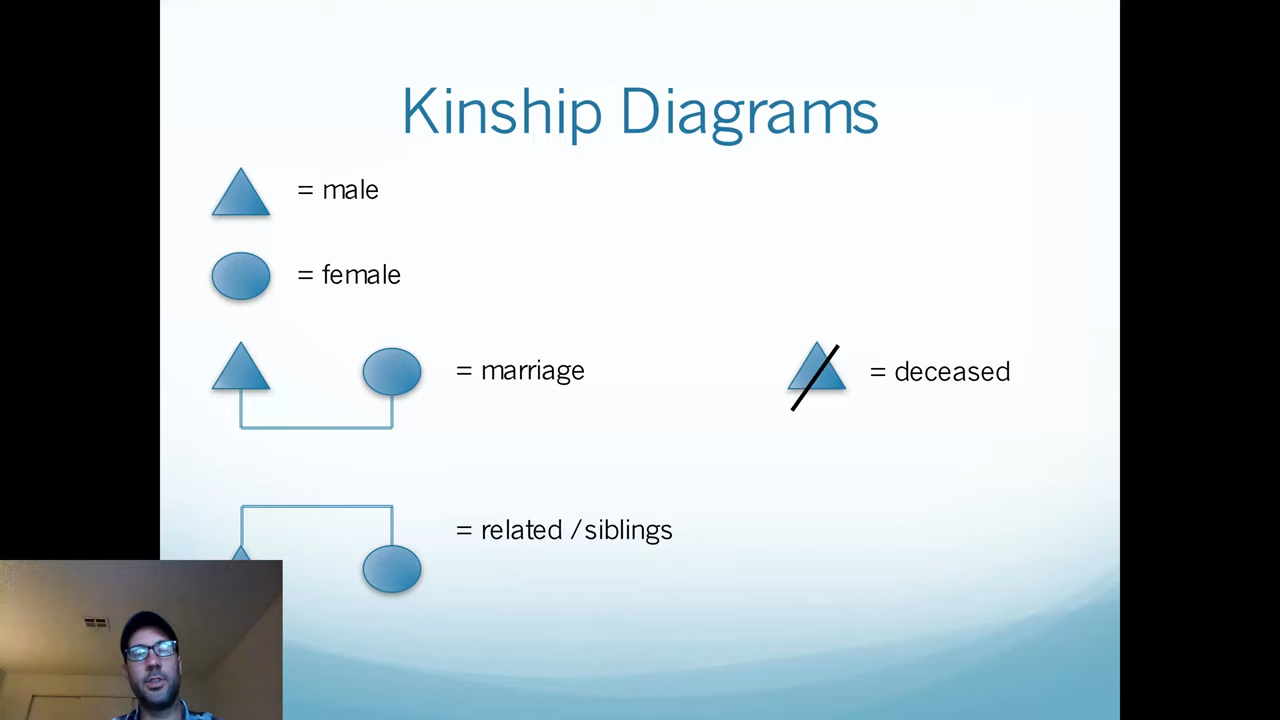 Kinship Diagrams
= male
= female
= marriage
= deceased
= related /siblings